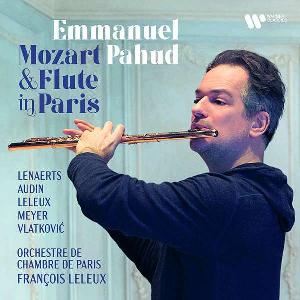 Emmanuel
Mozart Pahud
& Flute
in Paris
LENAERTS
AUDIN
LELEUX
MEYER
VLATKOVIĆ
ORCHESTRE DE
CHAMBRE DE PARIS
FRANÇOIS LELEUX